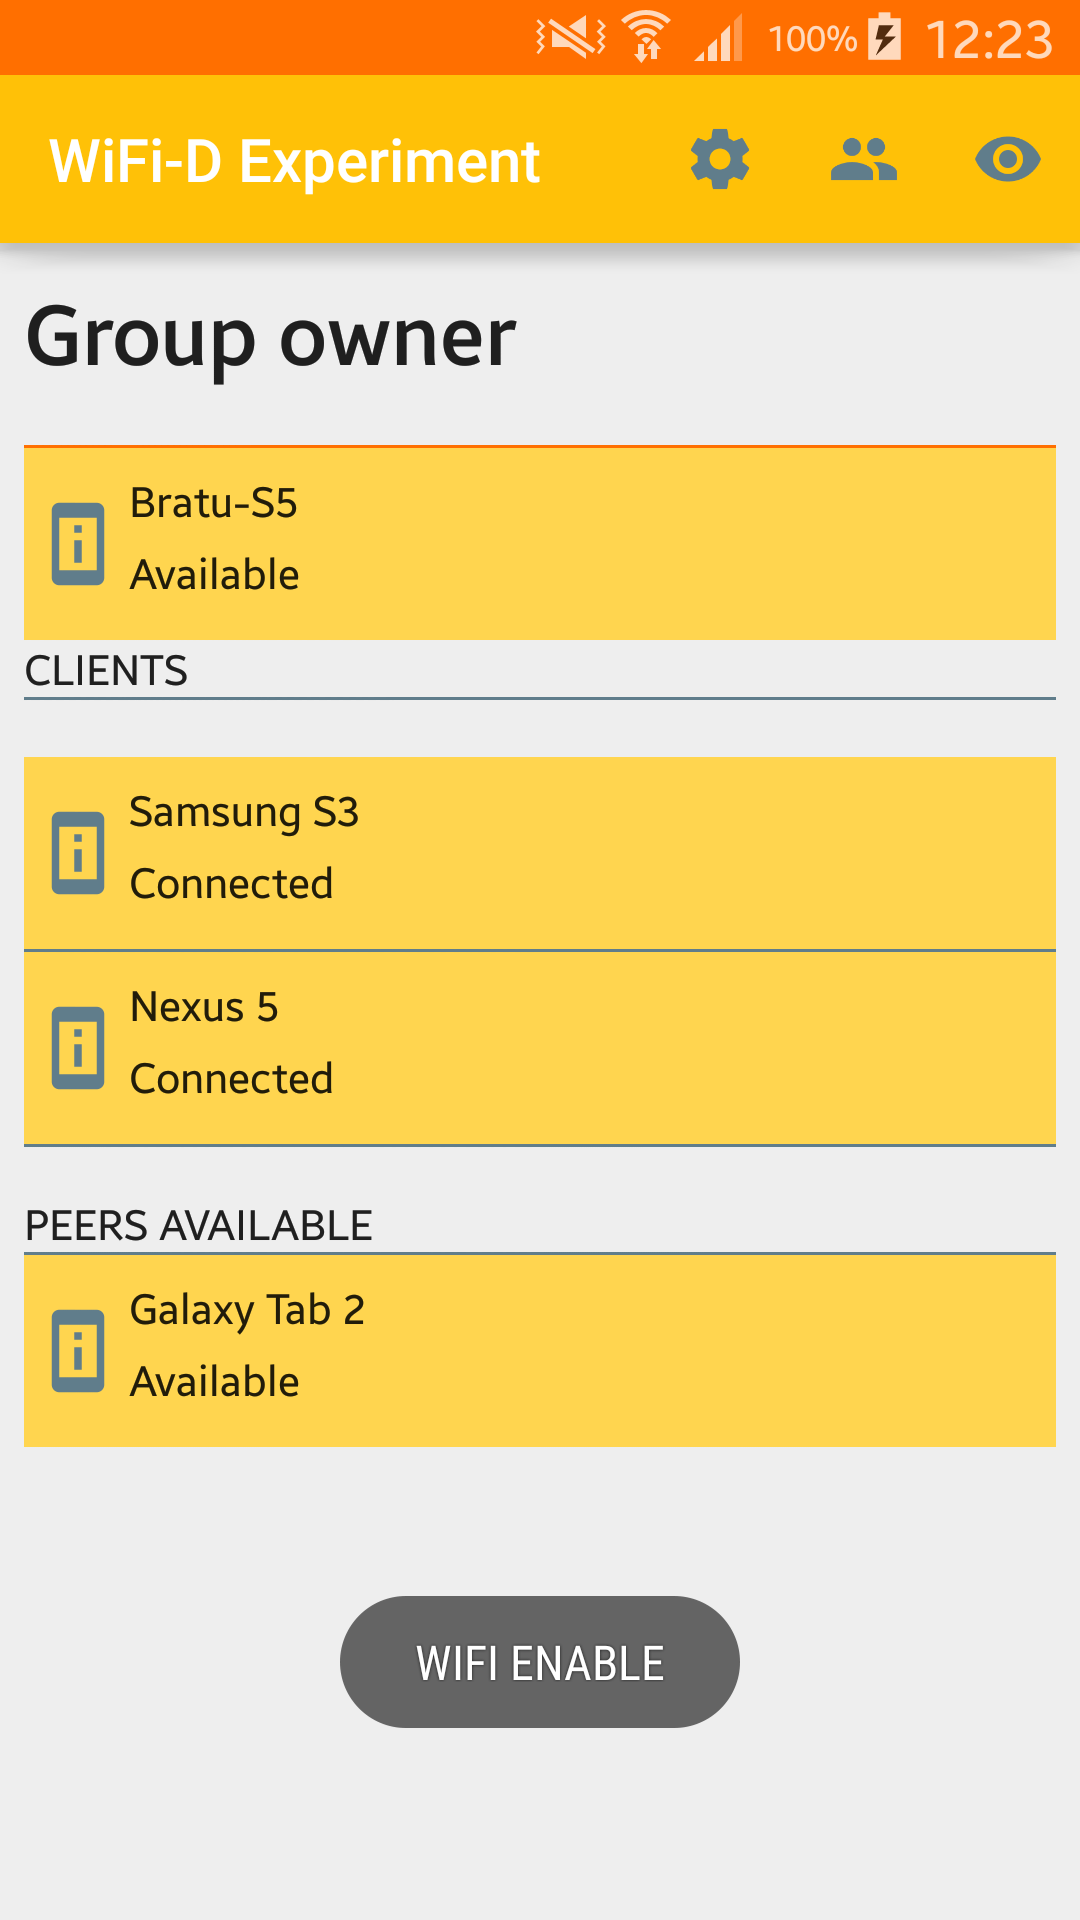 100% 12:23
WiFi-D Experiment
Group owner
Bratu-S5
Available
CLIENTS
Samsung S3
Connected
Nexus 5
Connected
PEERS AVAILABLE
Galaxy Tab 2
Available
WIFI ENABLE